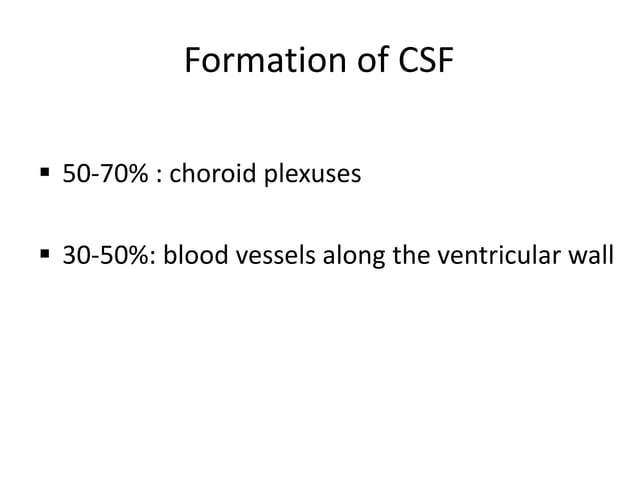 Formation of CSF
▪ 50-70% : choroid plexuses
▪ 30-50%: blood vessels along the ventricular wall